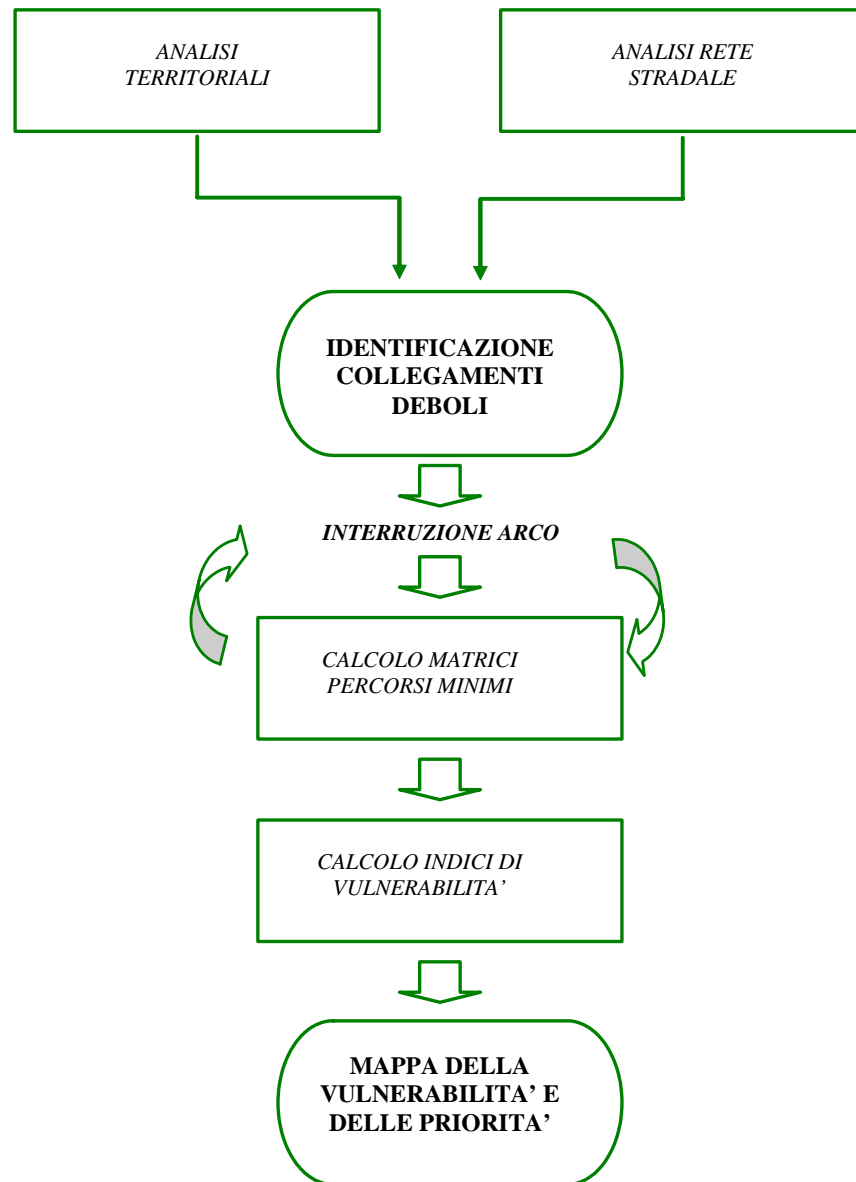 ANALISI
TERRITORIALI
ANALISI RETE
STRADALE
IDENTIFICAZIONE
COLLEGAMENTI
DEBOLI
INTERRUZIONE ARCO
CALCOLO MATRICI
PERCORSI MINIMI
CALCOLO INDICI DI
VULNERABILITA’
MAPPA DELLA
VULNERABILITA’ E
DELLE PRIORITA’